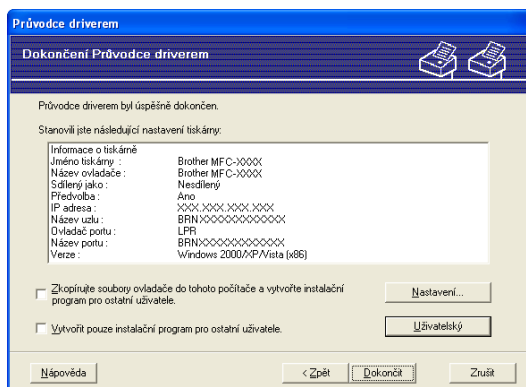 Průvodce driverem
Dokončení Průvodce driverem
Průvodce driverem byl úspěšně dokončen.
Stanovili jste následující nastavení tiskárny:
Informace o tiskárně
Jméno tiskárny : Brother MFC-XXXX
Název ovladače : Brother MFC-XXXX
Sdílený jako : Nesdílený
Předvolba : Ano
IP adresa : XXX.XXX.XXX.XXX
Název uzlu : BRNXXXXXXXXXXXX
Ovladač portu : LPR
Název portu : BRNXXXXXXXXXXXX
Verze : Windows 2000/XP/Vista (x86)
Zkopírujte soubory ovladače do tohoto počítače a vytvořte instalační
program pro ostatní uživatele.
Nastavení...
Vytvořit pouze instalační program pro ostatní uživatele.
Uživatelský
Nápověda
< Zpět
Dokončit
Zrušit